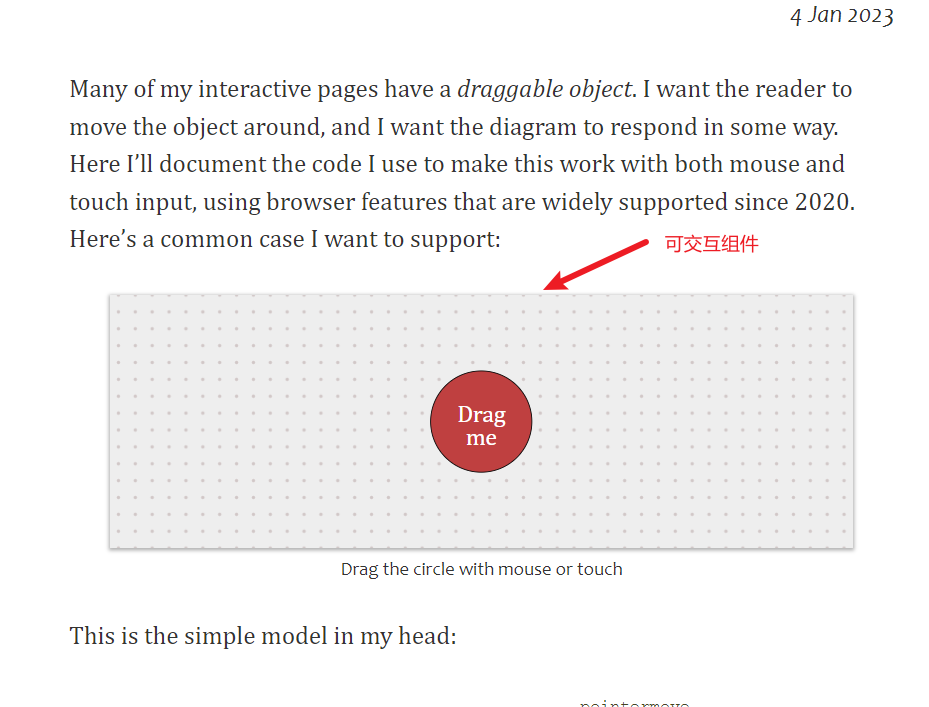 4 Jan 2023
Many of my interactive pages have a draggable object. I want the reader to
move the object around, and I want the diagram to respond in some way.
Here I’ll document the code I use to make this work with both mouse and
touch input, using browser features that are widely supported since 2020.
Here’s a common case I want to support:
可交互组件
Drag
me
Drag the circle with mouse or touch
This is the simple model in my head:
pointermove